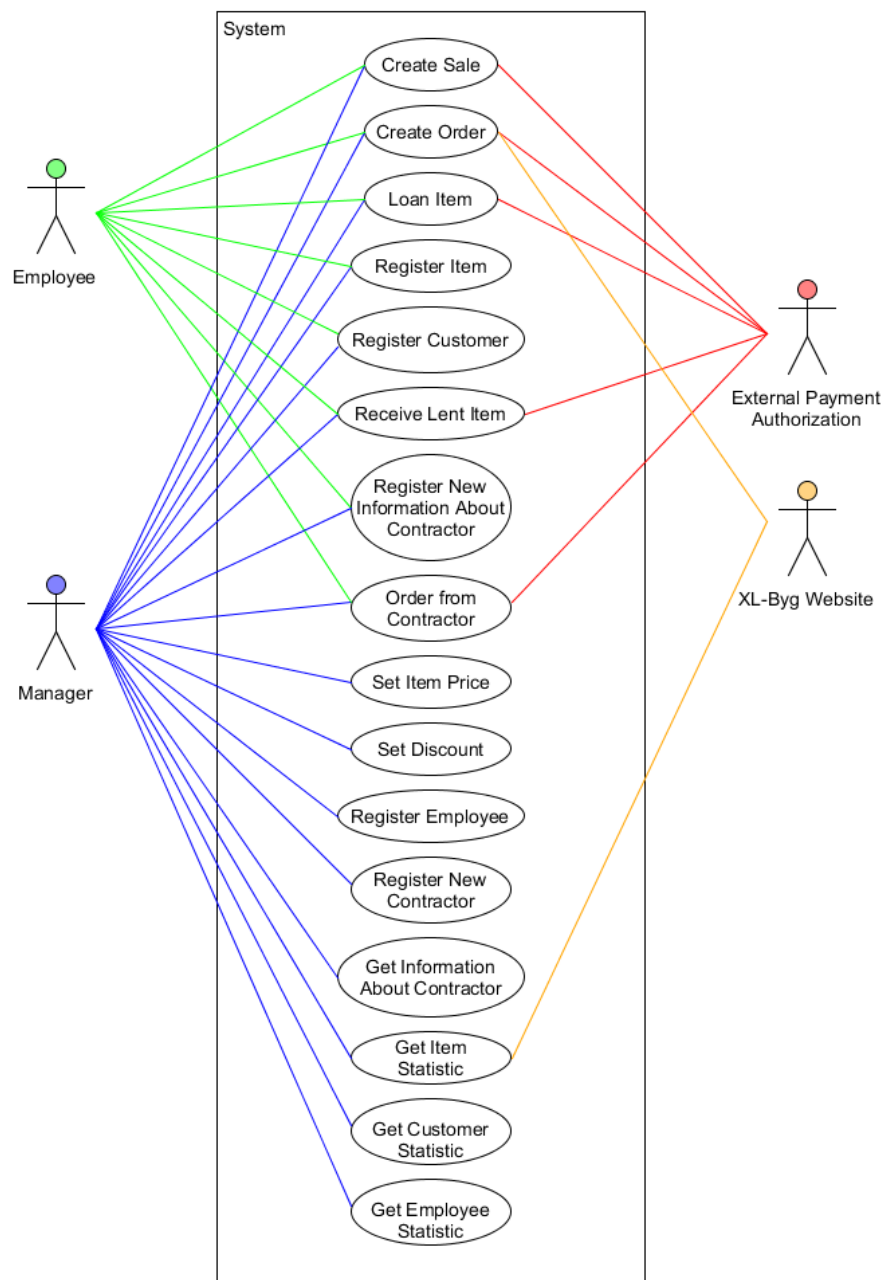 System
Create Sale
Create Order
Loan Item
Register Item
Register Customer
Receive Lent Item
Register New
Information About
Contractor
Order from
Contractor
Set Item Price
Set Discount
Register Employee
Register New
Contractor
Get Information
About Contractor
Get Item
Statistic
Get Customer
Statistic
Get Employee
Statistic
Employee
Manager
External Payment
Authorization
XL-Byg Website